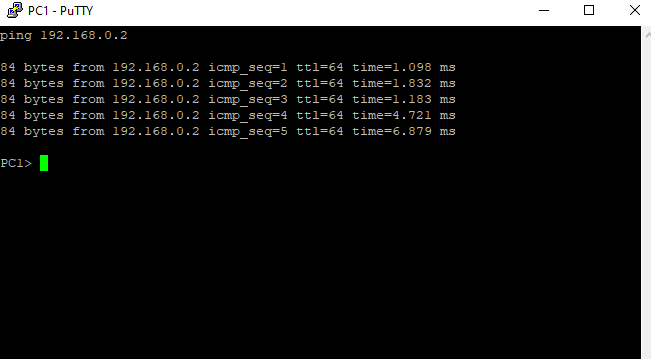 PC1 - PuTTY
ping 192.168.0.2
84 bytes from 192.168.0.2 icmp_seq=1 ttl=64 time=1.098 ms
84 bytes from 192.168.0.2 icmp_seq=2 ttl=64 time=1.832 ms
84 bytes from 192.168.0.2 icmp_seq=3 ttl=64 time=1.183 ms
84 bytes from 192.168.0.2 icmp_seq=4 ttl=64 time=4.721 ms
84 bytes from 192.168.0.2 icmp_seq=5 ttl=64 time=6.879 ms
PC1>